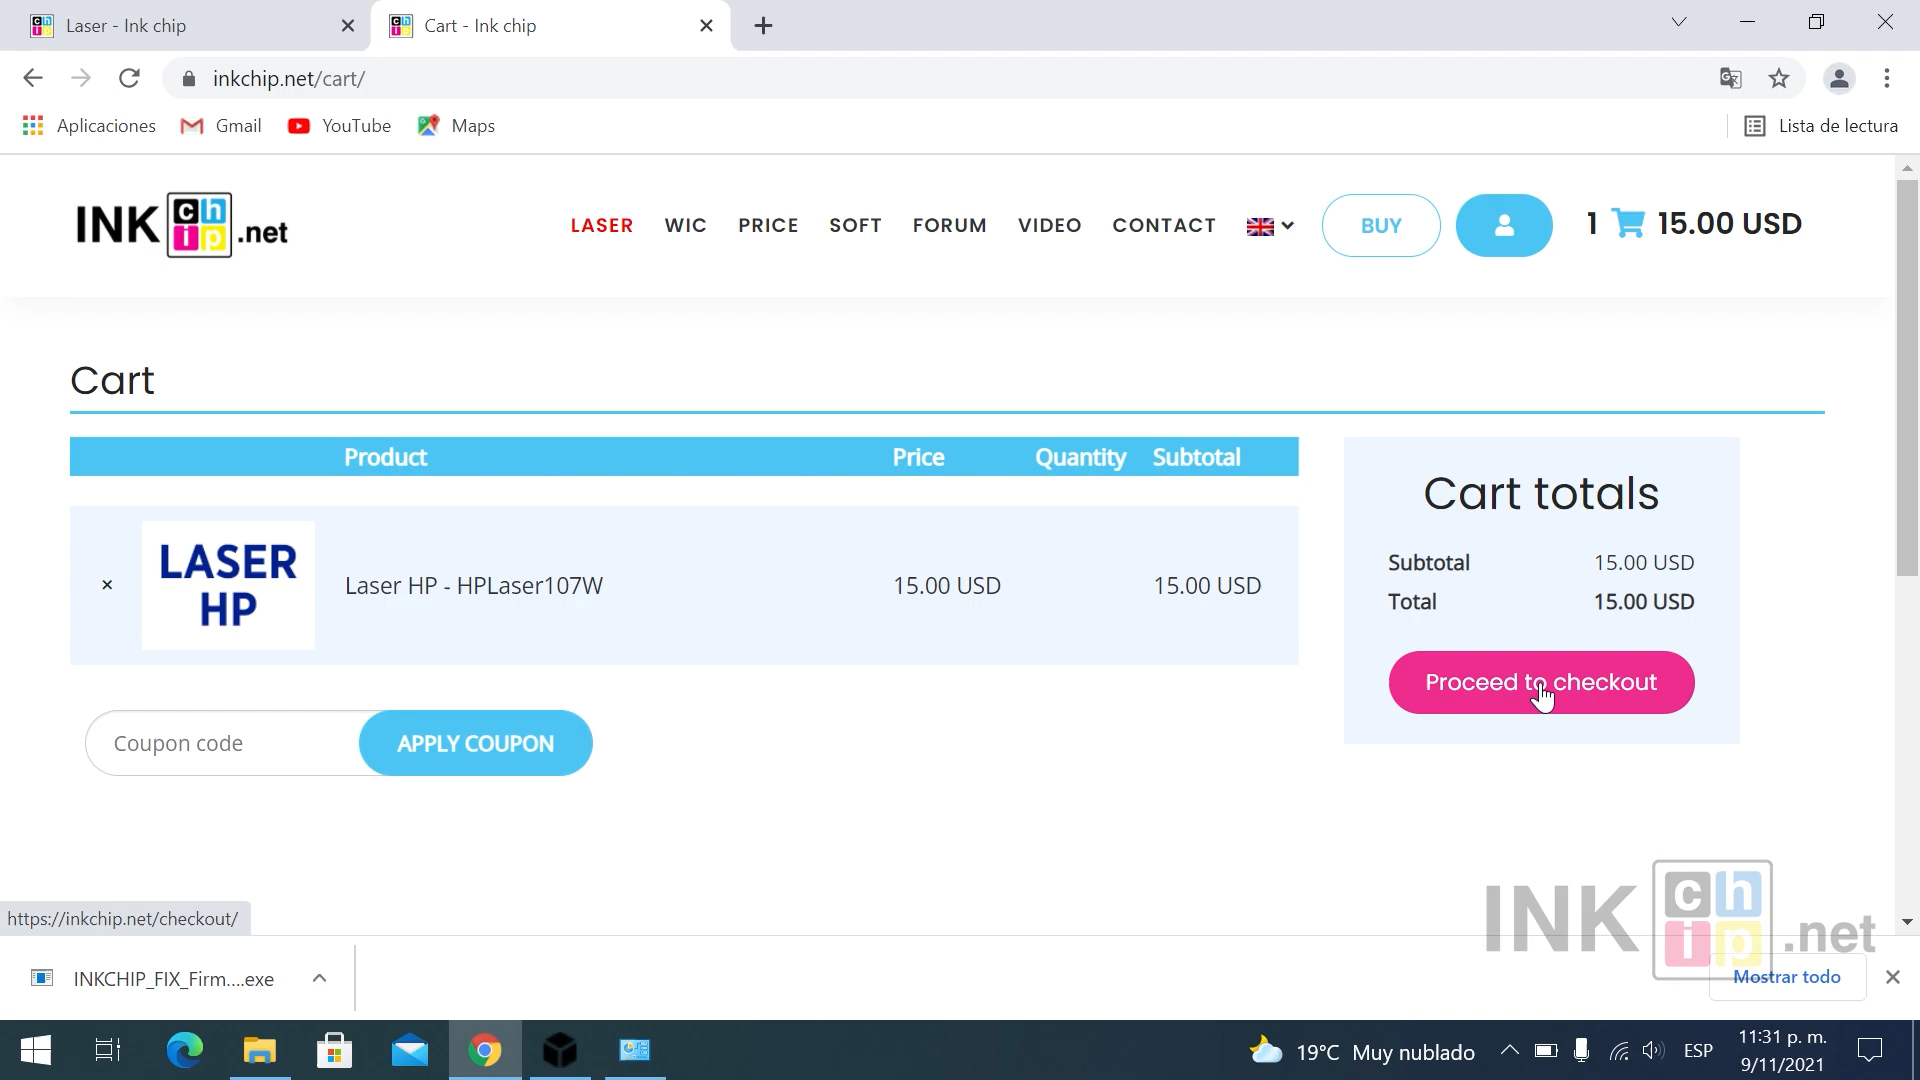 Laser - Ink chip
Cart - Ink chip
inkchip.net/cart/
Aplicaciones
Gmail
YouTube
Maps
Lista de lectura
INK chip.net
LASER
WIC
PRICE
SOFT
FORUM
VIDEO
CONTACT
BUY
1 15.00 USD
Cart
Product Price Quantity Subtotal
LASER
HP
× Laser HP - HPLaser107W 15.00 USD 15.00 USD
Coupon code
APPLY COUPON
Cart totals
Subtotal 15.00 USD
Total 15.00 USD
Proceed to checkout
https://inkchip.net/checkout/
INK chip.net
INKCHIP_FIX_Firm....exe
Mostrar todo
19°C Muy nublado
ESP
11:31 p. m.
9/11/2021